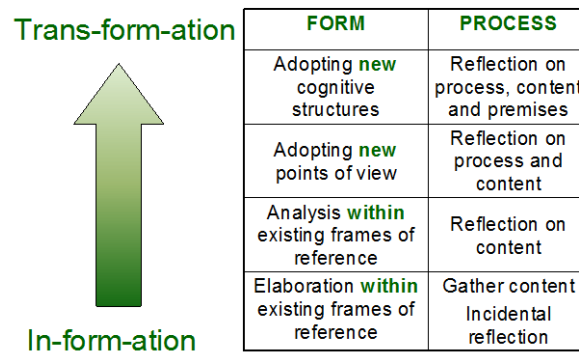 Trans-form-ation
In-form-ation
FORM
PROCESS
Adopting new
cognitive
structures
Reflection on
process, content
and premises
Adopting new
points of view
Reflection on
process and
content
Analysis within
existing frames of
reference
Reflection on
content
Elaboration within
existing frames of
reference
Gather content
Incidental
reflection